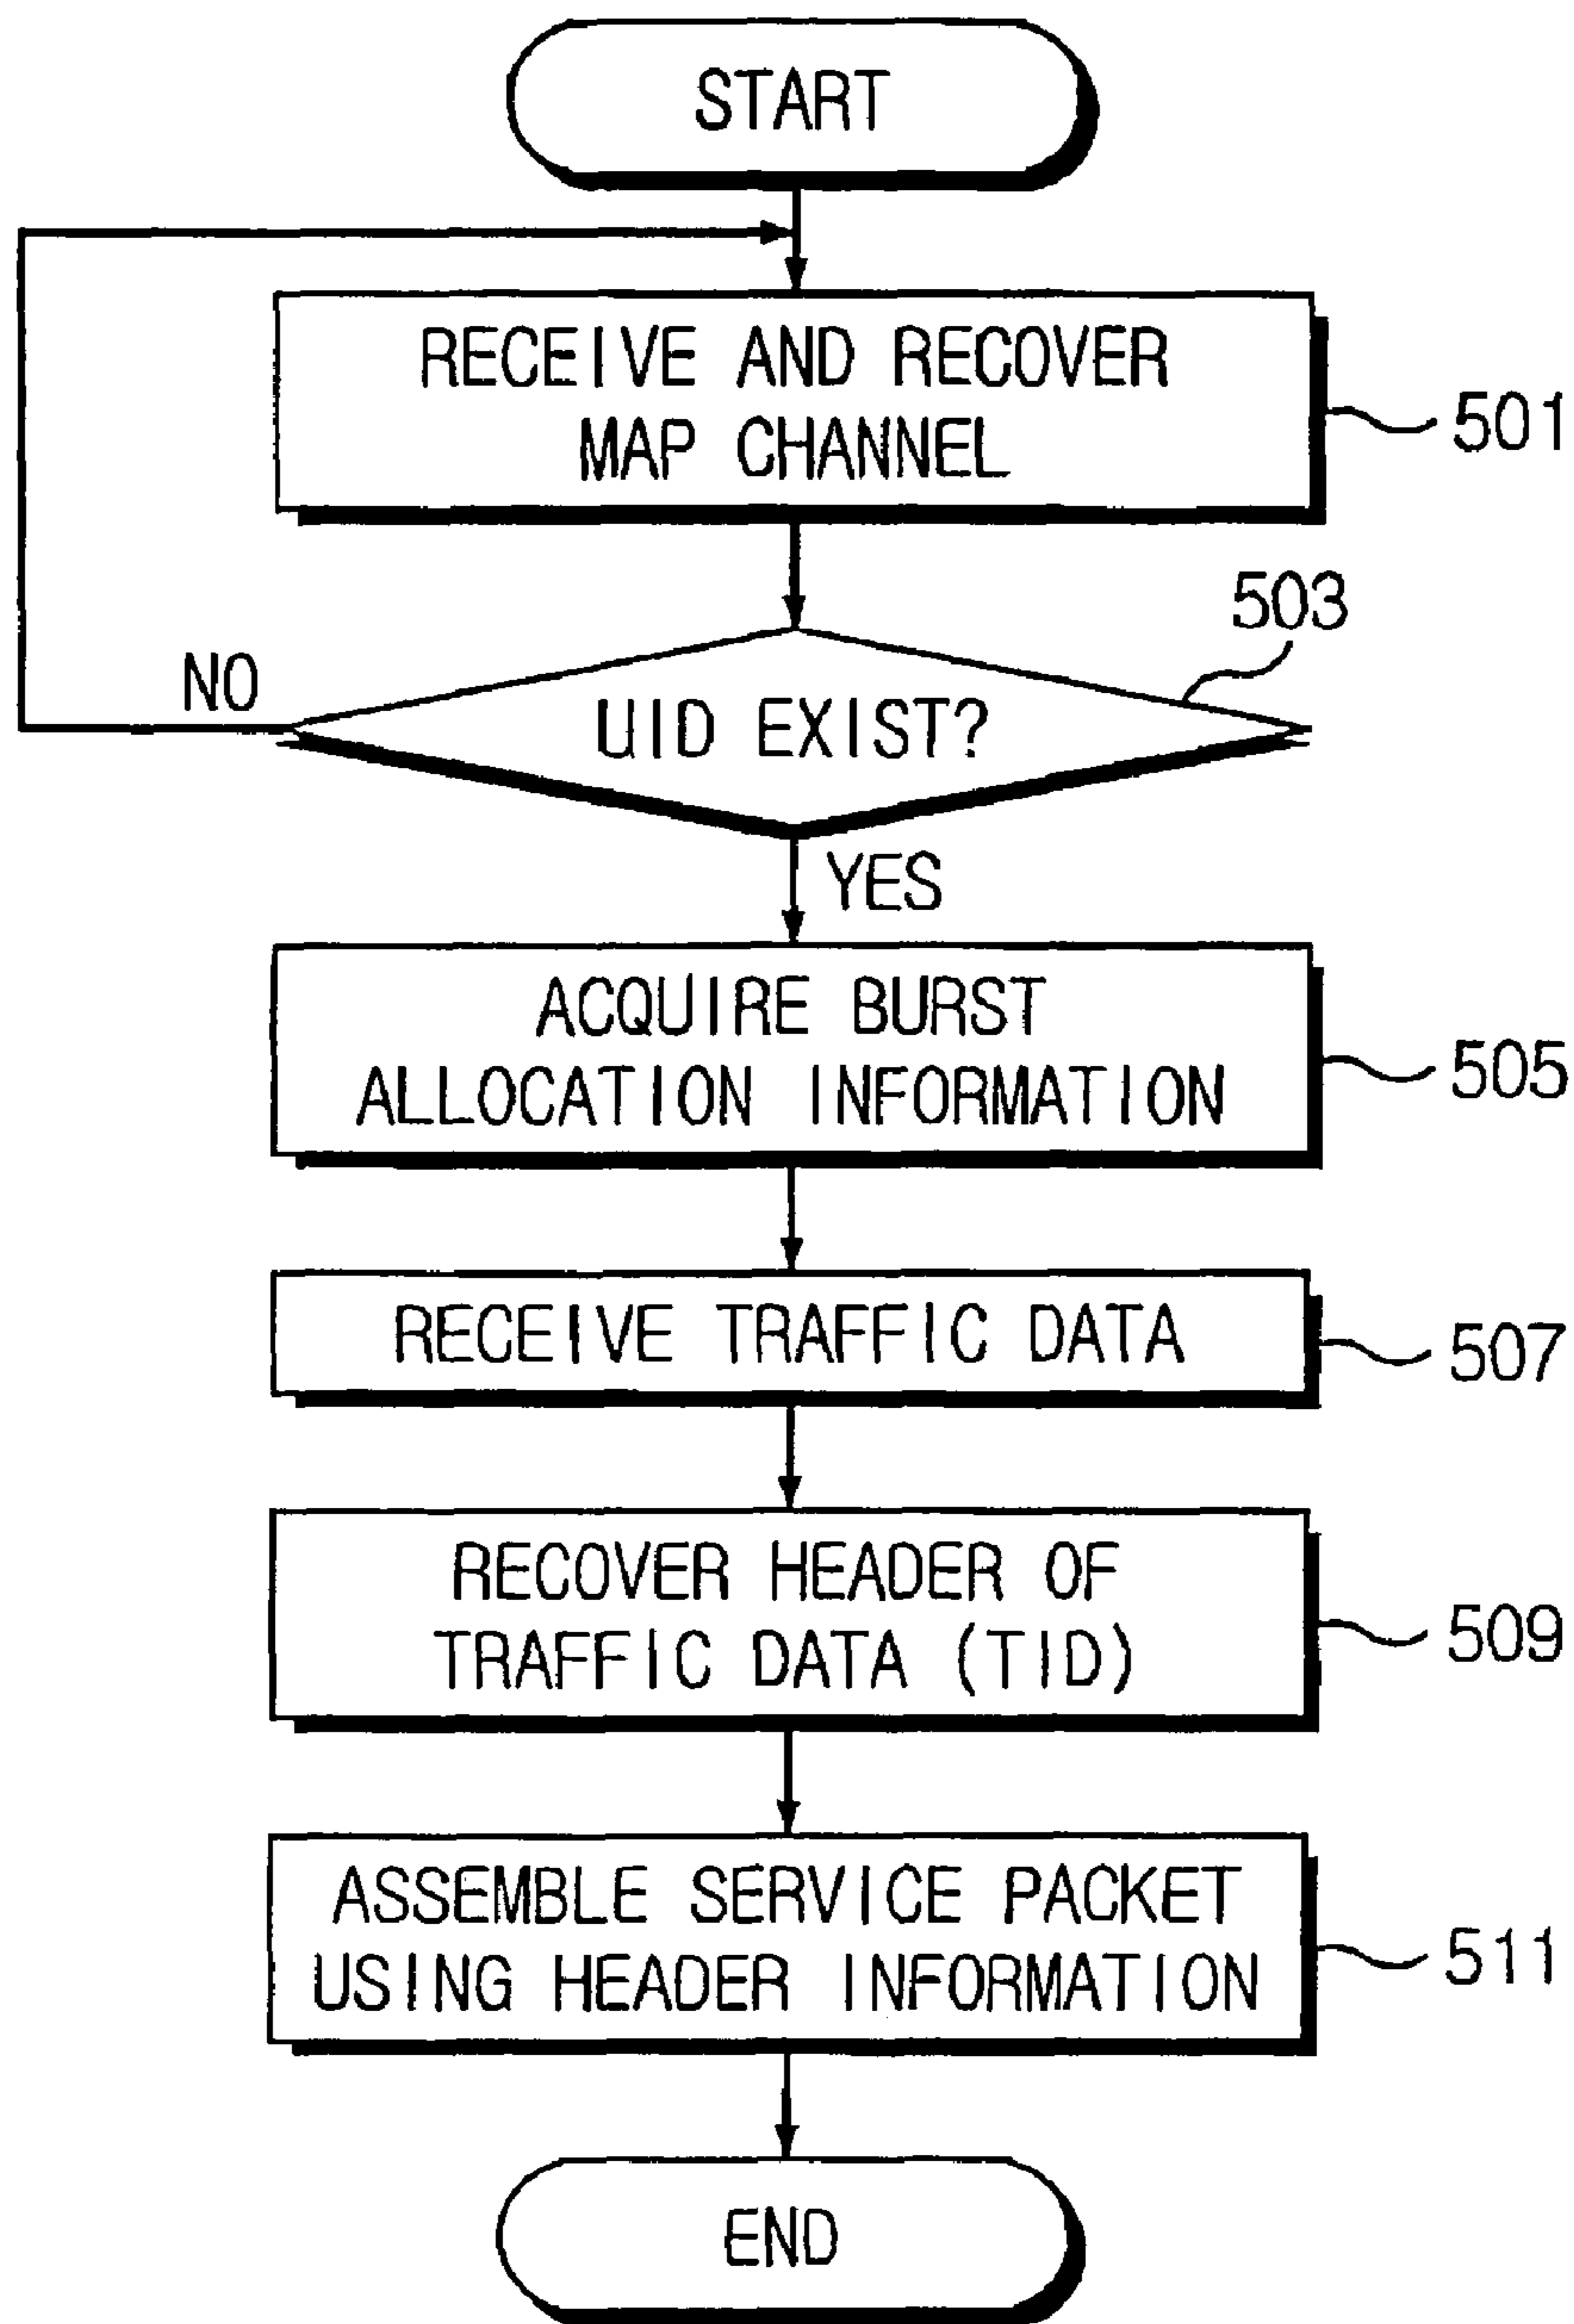 START
RECEIVE AND RECOVER
MAP CHANNEL
501
503
NO
UID EXIST?
YES
ACQUIRE BURST
ALLOCATION INFORMATION
505
RECEIVE TRAFFIC DATA
507
RECOVER HEADER OF
TRAFFIC DATA (TID)
509
ASSEMBLE SERVICE PACKET
USING HEADER INFORMATION
511
END